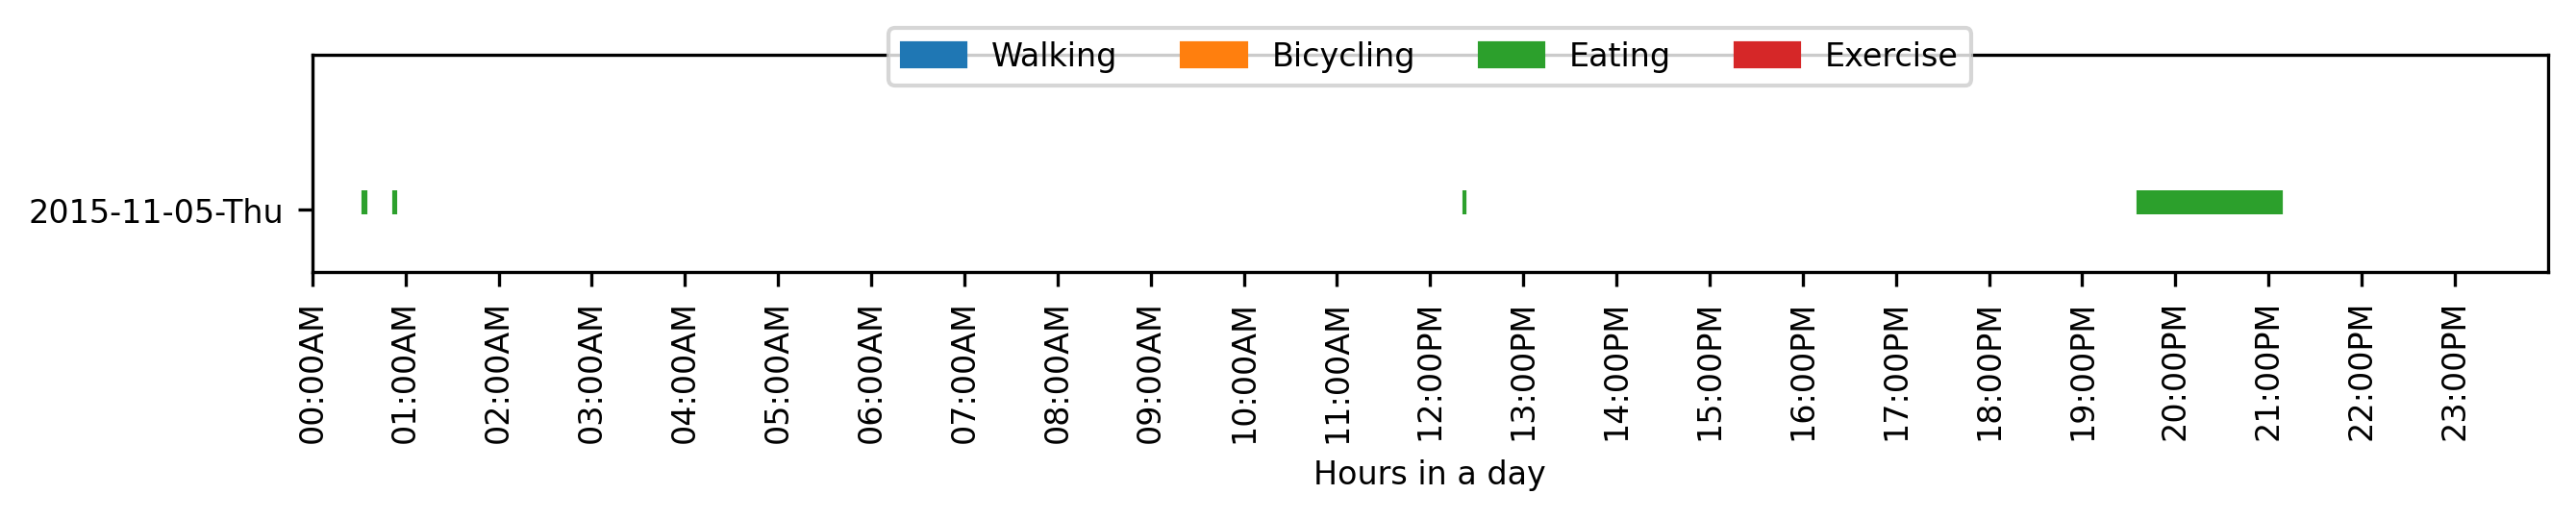 Walking Bicycling Eating Exercise
2015-11-05-Thu
00:00AM
01:00AM
02:00AM
03:00AM
04:00AM
05:00AM
06:00AM
07:00AM
08:00AM
09:00AM
10:00AM
11:00AM
12:00PM
13:00PM
14:00PM
15:00PM
16:00PM
17:00PM
18:00PM
19:00PM
20:00PM
21:00PM
22:00PM
23:00PM
Hours in a day